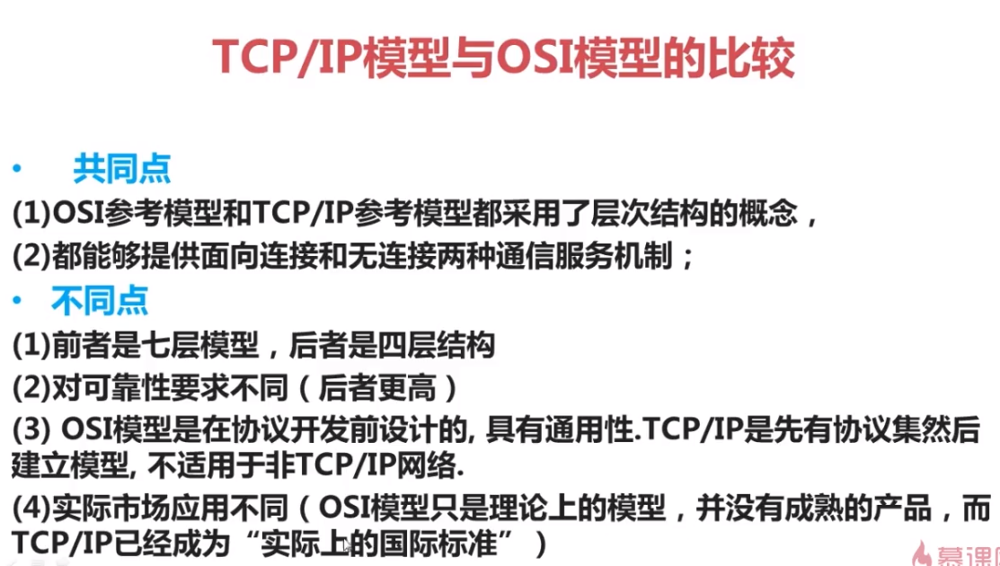 TCP/IP模型与OSI模型的比较
• 共同点
(1)OSI参考模型和TCP/IP参考模型都采用了层次结构的概念，
(2)都能够提供面向连接和无连接两种通信服务机制；
• 不同点
(1)前者是七层模型，后者是四层结构
(2)对可靠性要求不同（后者更高）
(3) OSI模型是在协议开发前设计的, 具有通用性.TCP/IP是先有协议集然后
建立模型, 不适用于非TCP/IP网络.
(4)实际市场应用不同（OSI模型只是理论上的模型，并没有成熟的产品，而
TCP/IP已经成为“实际上的国际标准”）
慕课